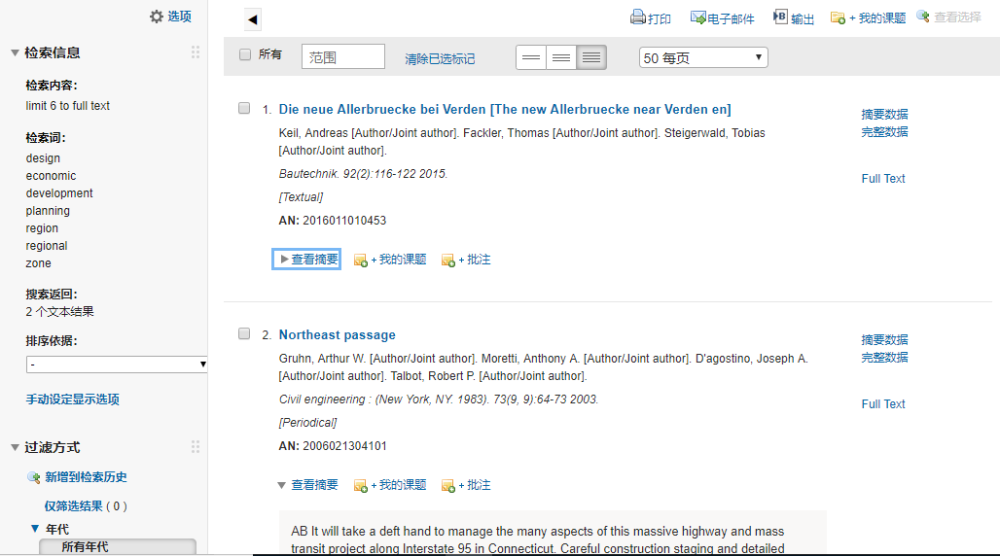 选项
检索信息
检索内容:
limit 6 to full text
检索词:
design
economic
development
planning
region
regional
zone
搜索返回:
2 个文本结果
排序依据:
-
手动设定显示选项
过滤方式
新增到检索历史
仅筛选结果 ( 0 )
年代
所有年代
打印 电子邮件 输出 + 我的课题 查看选择
所有 范围 清除已选标记 50 每页
1. Die neue Allerbruecke bei Verden [The new Allerbruecke near Verden en]
Keil, Andreas [Author/Joint author]. Fackler, Thomas [Author/Joint author]. Steigerwald, Tobias
[Author/Joint author].
Bautechnik. 92(2):116-122 2015.
[Textual]
AN: 2016011010453
查看摘要 + 我的课题 + 批注
摘要数据
完整数据
Full Text
2. Northeast passage
Gruhn, Arthur W. [Author/Joint author]. Moretti, Anthony A. [Author/Joint author]. D'agostino, Joseph A.
[Author/Joint author]. Talbot, Robert P. [Author/Joint author].
Civil engineering : (New York, NY. 1983). 73(9, 9):64-73 2003.
[Periodical]
AN: 2006021304101
查看摘要 + 我的课题 + 批注
摘要数据
完整数据
Full Text
AB It will take a deft hand to manage the many aspects of this massive highway and mass
transit project along Interstate 95 in Connecticut. Careful construction staging and detailed